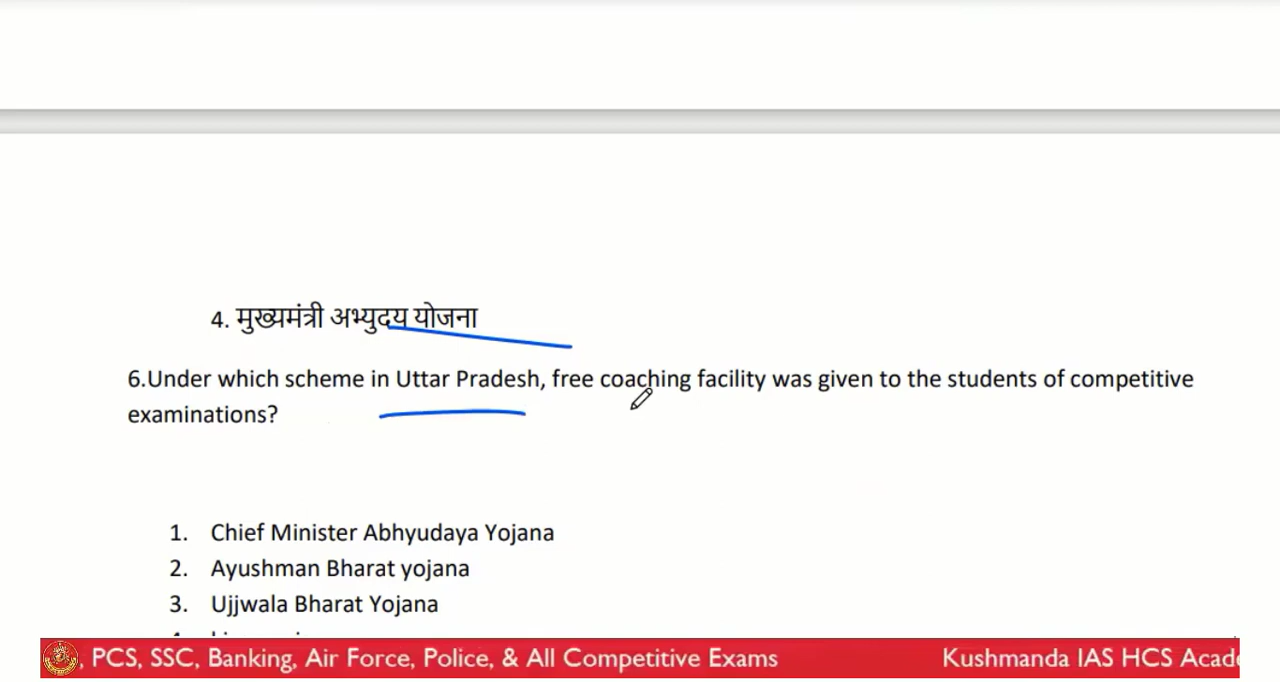 4. मुख्यमंत्री अभ्युदय योजना
6.Under which scheme in Uttar Pradesh, free coaching facility was given to the students of competitive
examinations?
1. Chief Minister Abhyudaya Yojana
2. Ayushman Bharat yojana
3. Ujjwala Bharat Yojana
, PCS, SSC, Banking, Air Force, Police, & All Competitive Exams Kushmanda IAS HCS